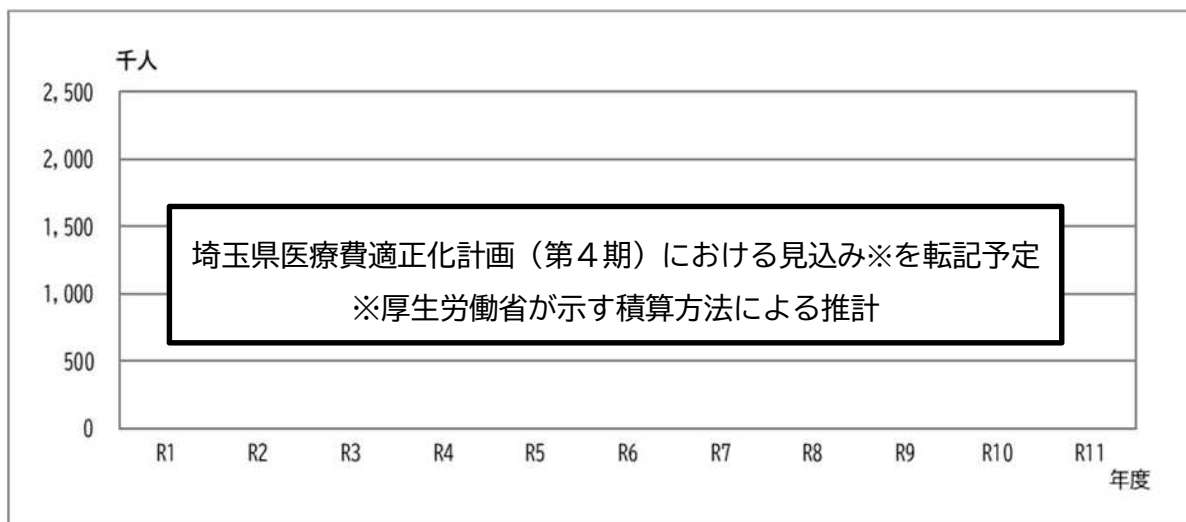 千人
2,500
2,000
1,500
1,000
500
0
埼玉県医療費適正化計画（第４期）における見込み※を転記予定
※厚生労働省が示す積算方法による推計
R1 R2 R3 R4 R5 R6 R7 R8 R9 R10 R11
年度